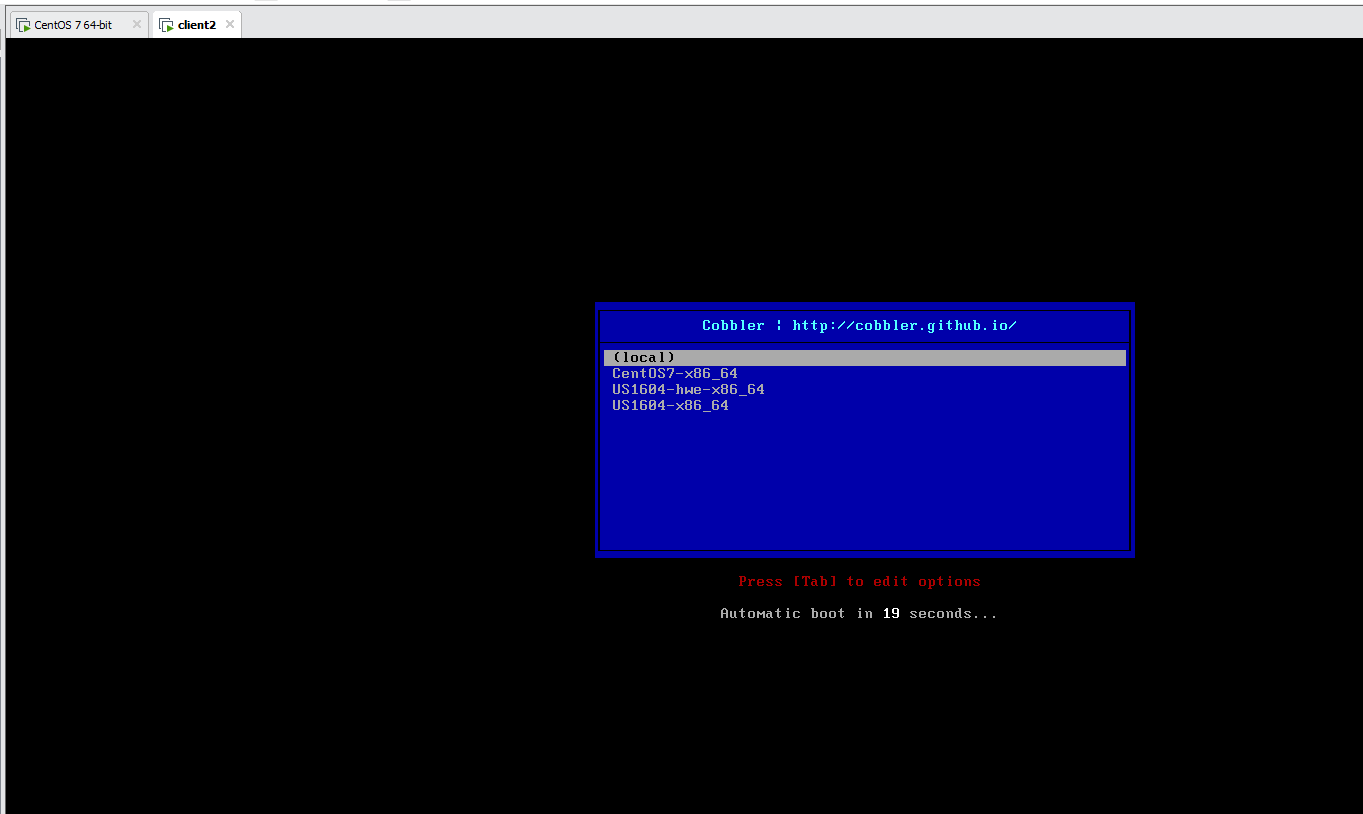 CentOS 7 64-bit
client2
Cobbler ¦ http://cobbler.github.io/
(local)
CentOS7-x86_64
US1604-hwe-x86_64
US1604-x86_64
Press [Tab] to edit options
Automatic boot in 19 seconds...